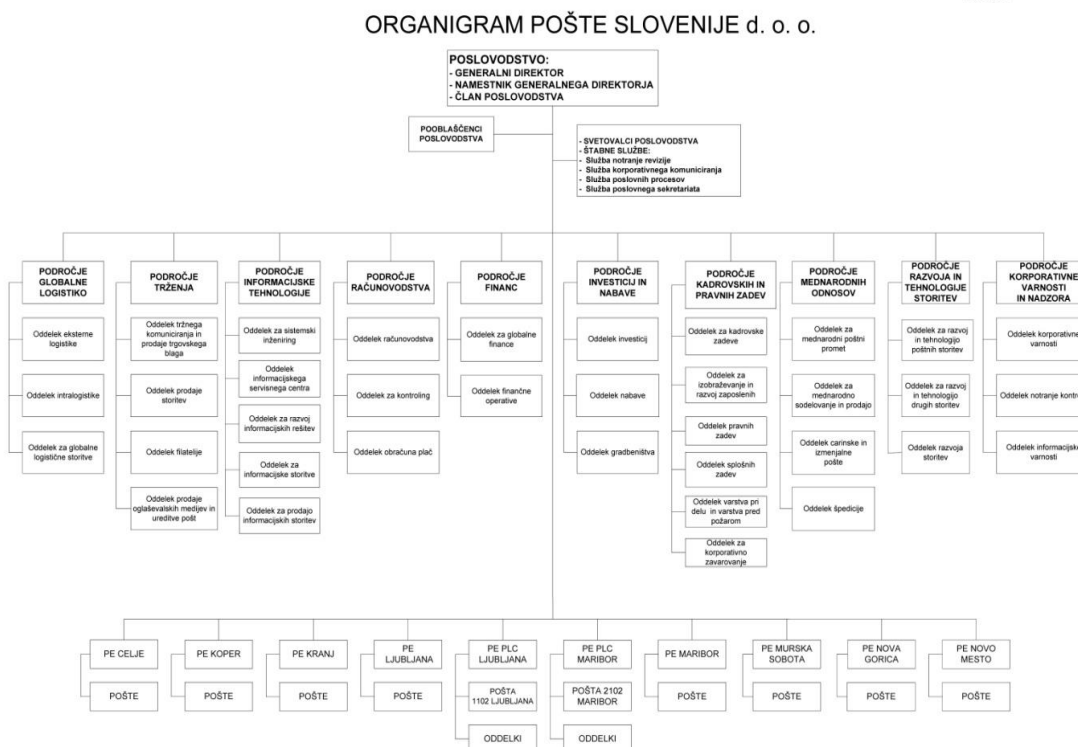 ORGANIGRAM POŠTE SLOVENIJE d. o. o.
POSLOVODSTVO:
- GENERALNI DIREKTOR
- NAMESTNIK GENERALNEGA DIREKTORJA
- ČLAN POSLOVODSTVA
POOBLAŠČENCI
POSLOVODSTVA
- SVETOVALCI POSLOVODSTVA
- ŠTABNE SLUŽBE:
- Služba notranje revizije
- Služba korporativnega komuniciranja
- Služba poslovnih procesov
- Služba poslovnega sekretariata
PODROČJE
GLOBALNE
LOGISTIKO
Oddelek eksterne
logistike
Oddelek intralogistike
Oddelek za globalne
logistične storitve
PODROČJE
TRŽENJA
Oddelek tržnega
komuniciranja in
prodaje trgovskega
blaga
Oddelek prodaje
storitev
Oddelek filatelije
Oddelek prodaje
oglaševalskih medijev in
ureditve pošt
PODROČJE
INFORMACIJSKE
TEHNOLOGIJE
Oddelek za sistemski
inženiring
Oddelek
informacijskega
servisnega centra
Oddelek za razvoj
informacijskih rešitev
Oddelek za
informacijske storitve
Oddelek za prodajo
informacijskih storitev
PODROČJE
RAČUNOVODSTVA
Oddelek računovodstva
Oddelek za kontroling
Oddelek obračuna plač
PODROČJE
FINANC
Oddelek za globalne
finance
Oddelek finančne
operative
PODROČJE
INVESTICIJ IN
NABAVE
Oddelek investicij
Oddelek nabave
Oddelek gradbeništva
PODROČJE
KADROVSKIH IN
PRAVNIH ZADEV
Oddelek za kadrovske
zadeve
Oddelek za
izobraževanje in
razvoj zaposlenih
Oddelek pravnih
zadev
Oddelek splošnih
zadev
Oddelek varstva pri
delu in varstva pred
požarom
Oddelek za
korporativno
zavarovanje
PODROČJE
MEDNARODNIH
ODNOSOV
Oddelek za
mednarodni poštni
promet
Oddelek za
mednarodno
sodelovanje in prodajo
Oddelek carinske in
izmenjalne
pošte
Oddelek špedicije
PODROČJE
RAZVOJA IN
TEHNOLOGIJE
STORITEV
Oddelek za razvoj
in tehnologijo
poštnih storitev
Oddelek za razvoj
in tehnologijo
drugih storitev
Oddelek razvoja
storitev
PODROČJE
KORPORATIVNE
VARNOSTI
IN NADZORA
Oddelek korporativne
varnosti
Oddelek notranje kontro
Oddelek informacijske
varnosti
PE CELJE
POŠTE
PE KOPER
POŠTE
PE KRANJ
POŠTE
PE
LJUBLJANA
POŠTE
PE PLC
LJUBLJANA
POŠTA
1102 LJUBLJANA
ODDELKI
PE PLC
MARIBOR
POŠTA 2102
MARIBOR
ODDELKI
PE MARIBOR
POŠTE
PE MURSKA
SOBOTA
POŠTE
PE NOVA
GORICA
POŠTE
PE NOVO
MESTO
POŠTE